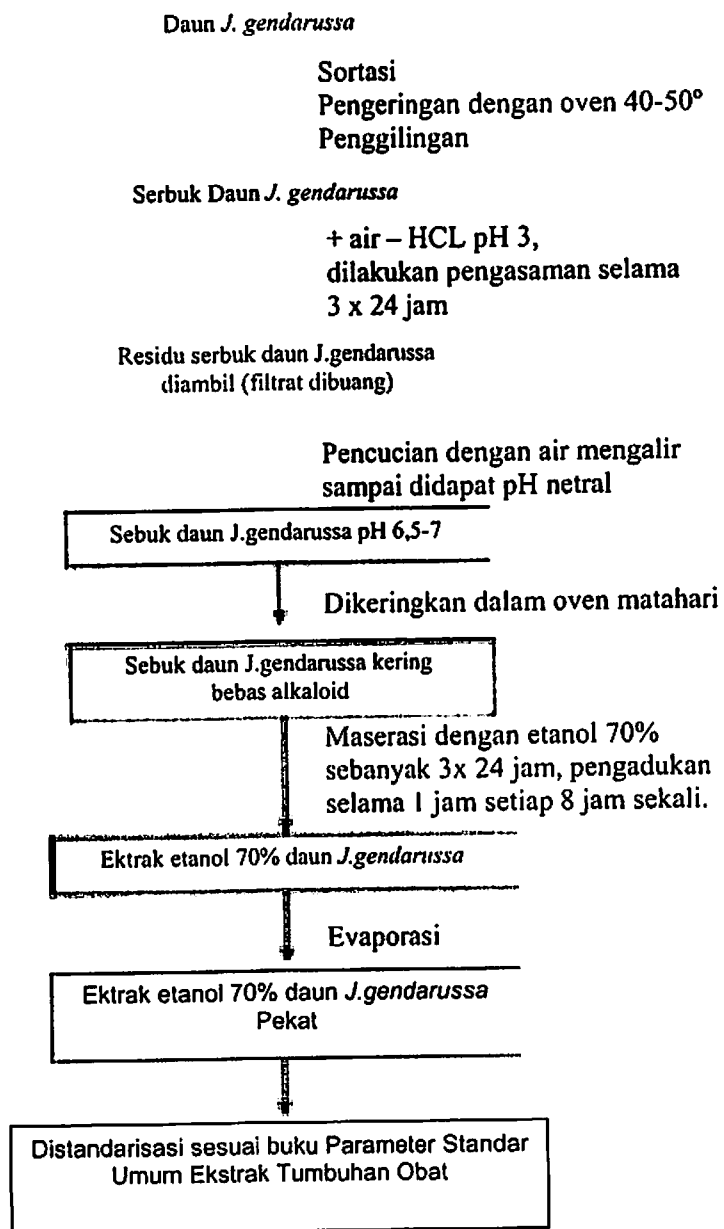 Daun J. gendarussa
Sortasi
Pengeringan dengan oven 40-50°
Penggilingan
Serbuk Daun J. gendarussa
+ air – HCL pH 3,
dilakukan pengasaman selama
3 x 24 jam
Residu serbuk daun J.gendarussa
diambil (filtrat dibuang)
Pencucian dengan air mengalir
sampai didapat pH netral
Sebuk daun J.gendarussa pH 6,5-7
Dikeringkan dalam oven matahari
Sebuk daun J.gendarussa kering
bebas alkaloid
Maserasi dengan etanol 70%
sebanyak 3x 24 jam, pengadukan
selama 1 jam setiap 8 jam sekali.
Ektrak etanol 70% daun J.gendarussa
Evaporasi
Ektrak etanol 70% daun J.gendarussa
Pekat
Distandarisasi sesuai buku Parameter Standar
Umum Ekstrak Tumbuhan Obat